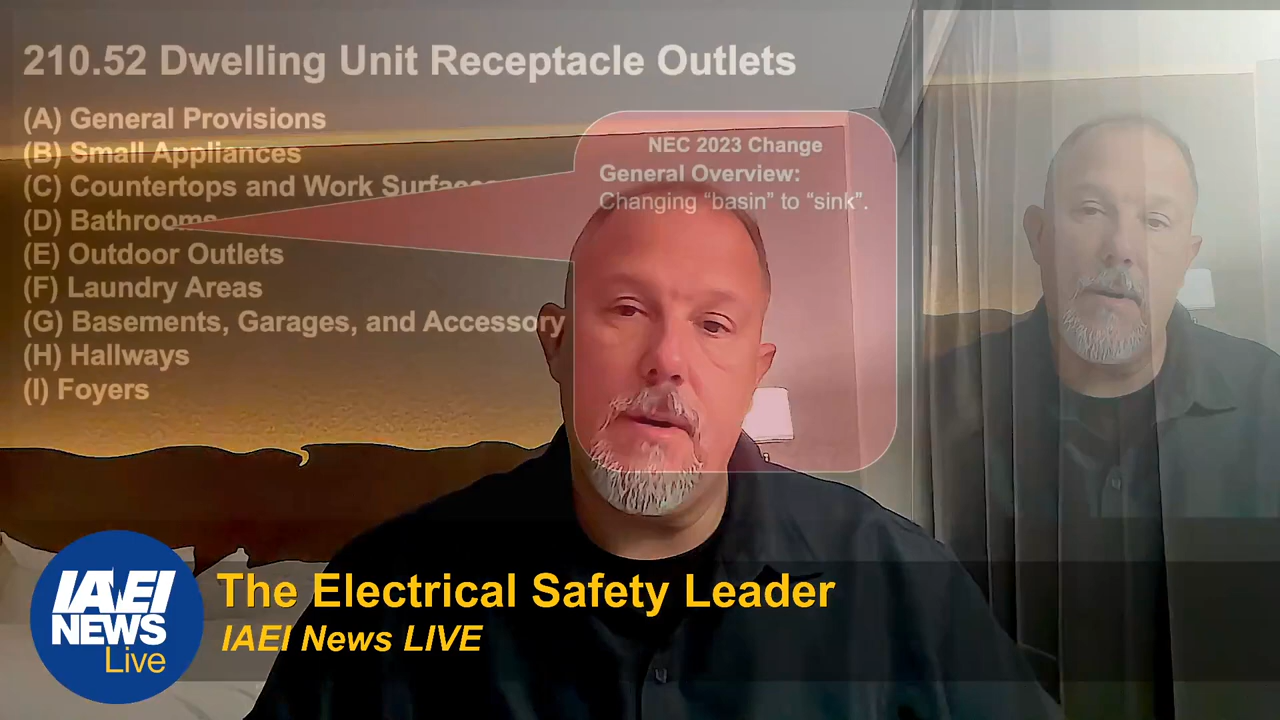 210.52 Dwelling Unit Receptacle Outlets
(A) General Provisions
(B) Small Appliances
(C) Countertops and Work Surfaces
(D) Bathrooms
(E) Outdoor Outlets
(F) Laundry Areas
(G) Basements, Garages, and Accessory
(H) Hallways
(I) Foyers
NEC 2023 Change
General Overview:
Changing “basin” to “sink”.
IAEI
NEWS
Live
The Electrical Safety Leader
IAEI News LIVE